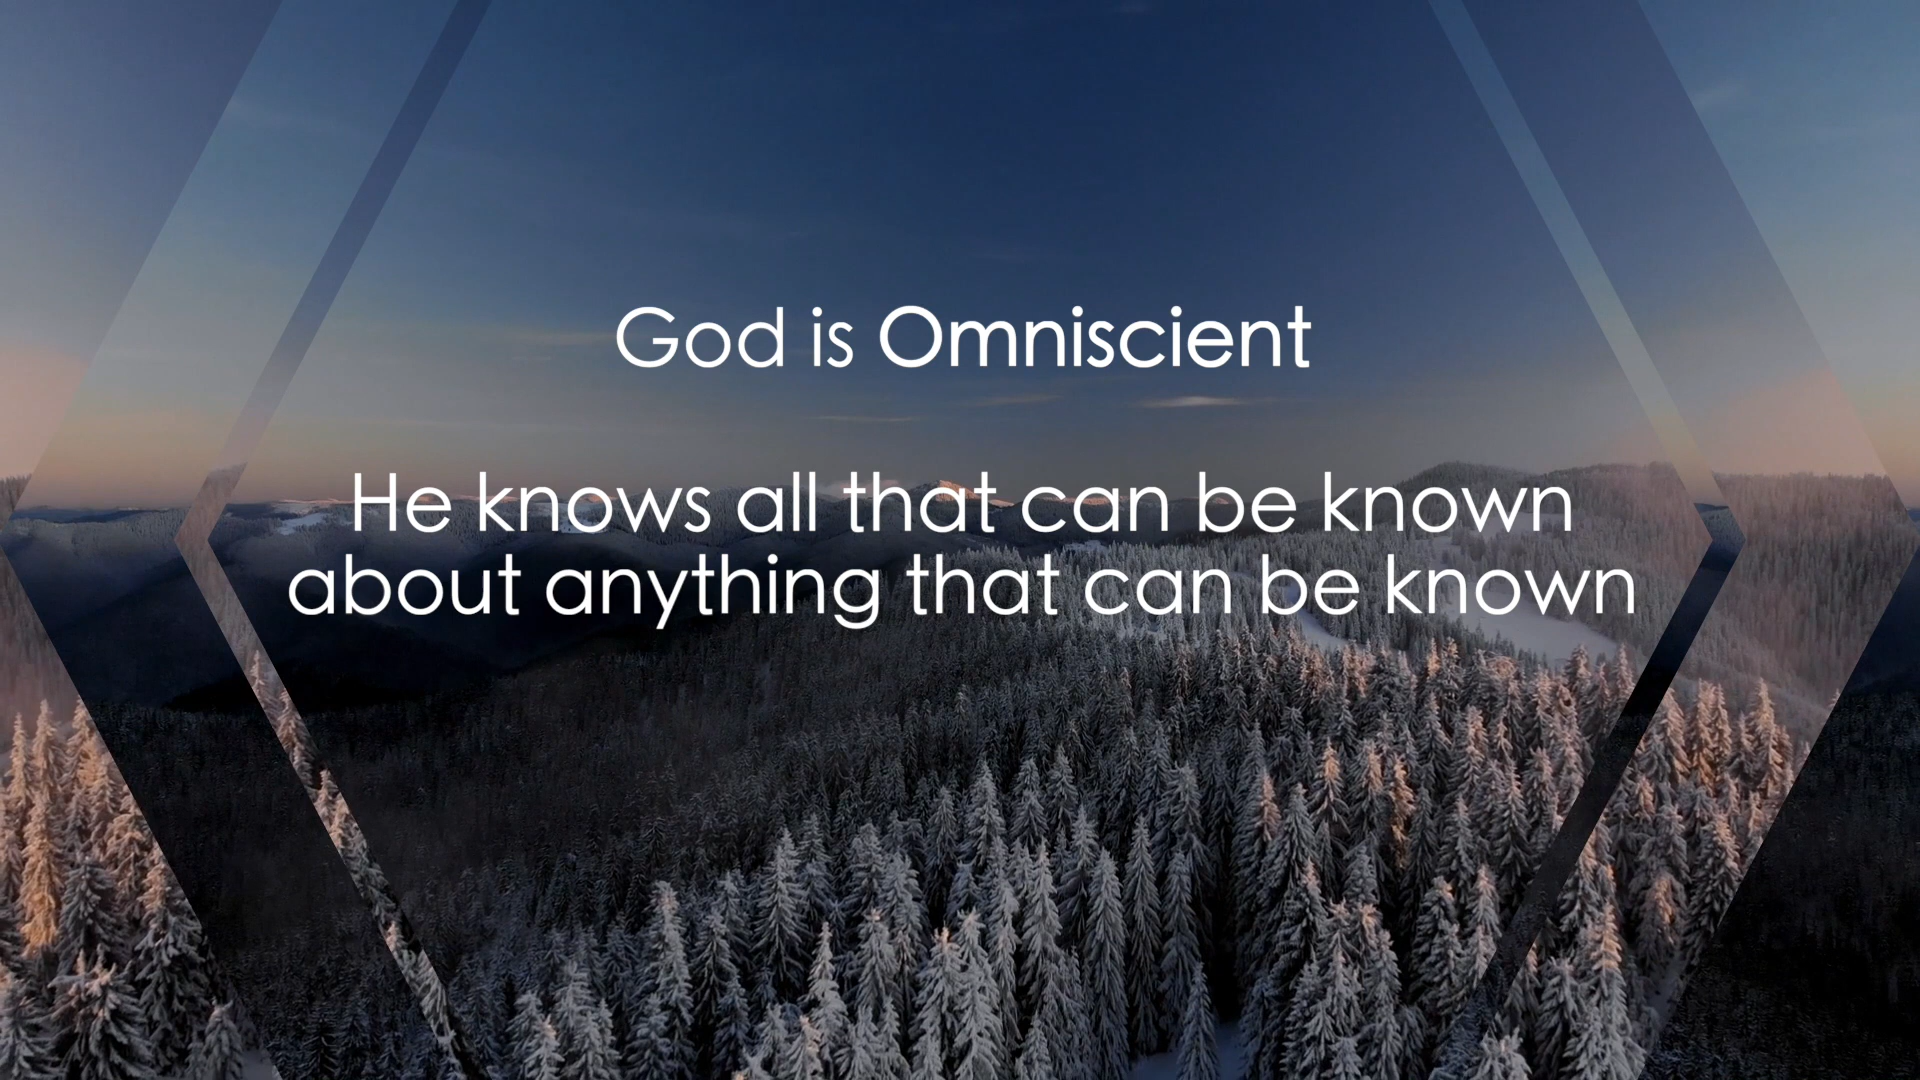 God is Omniscient
He knows all that can be known
about anything that can be known